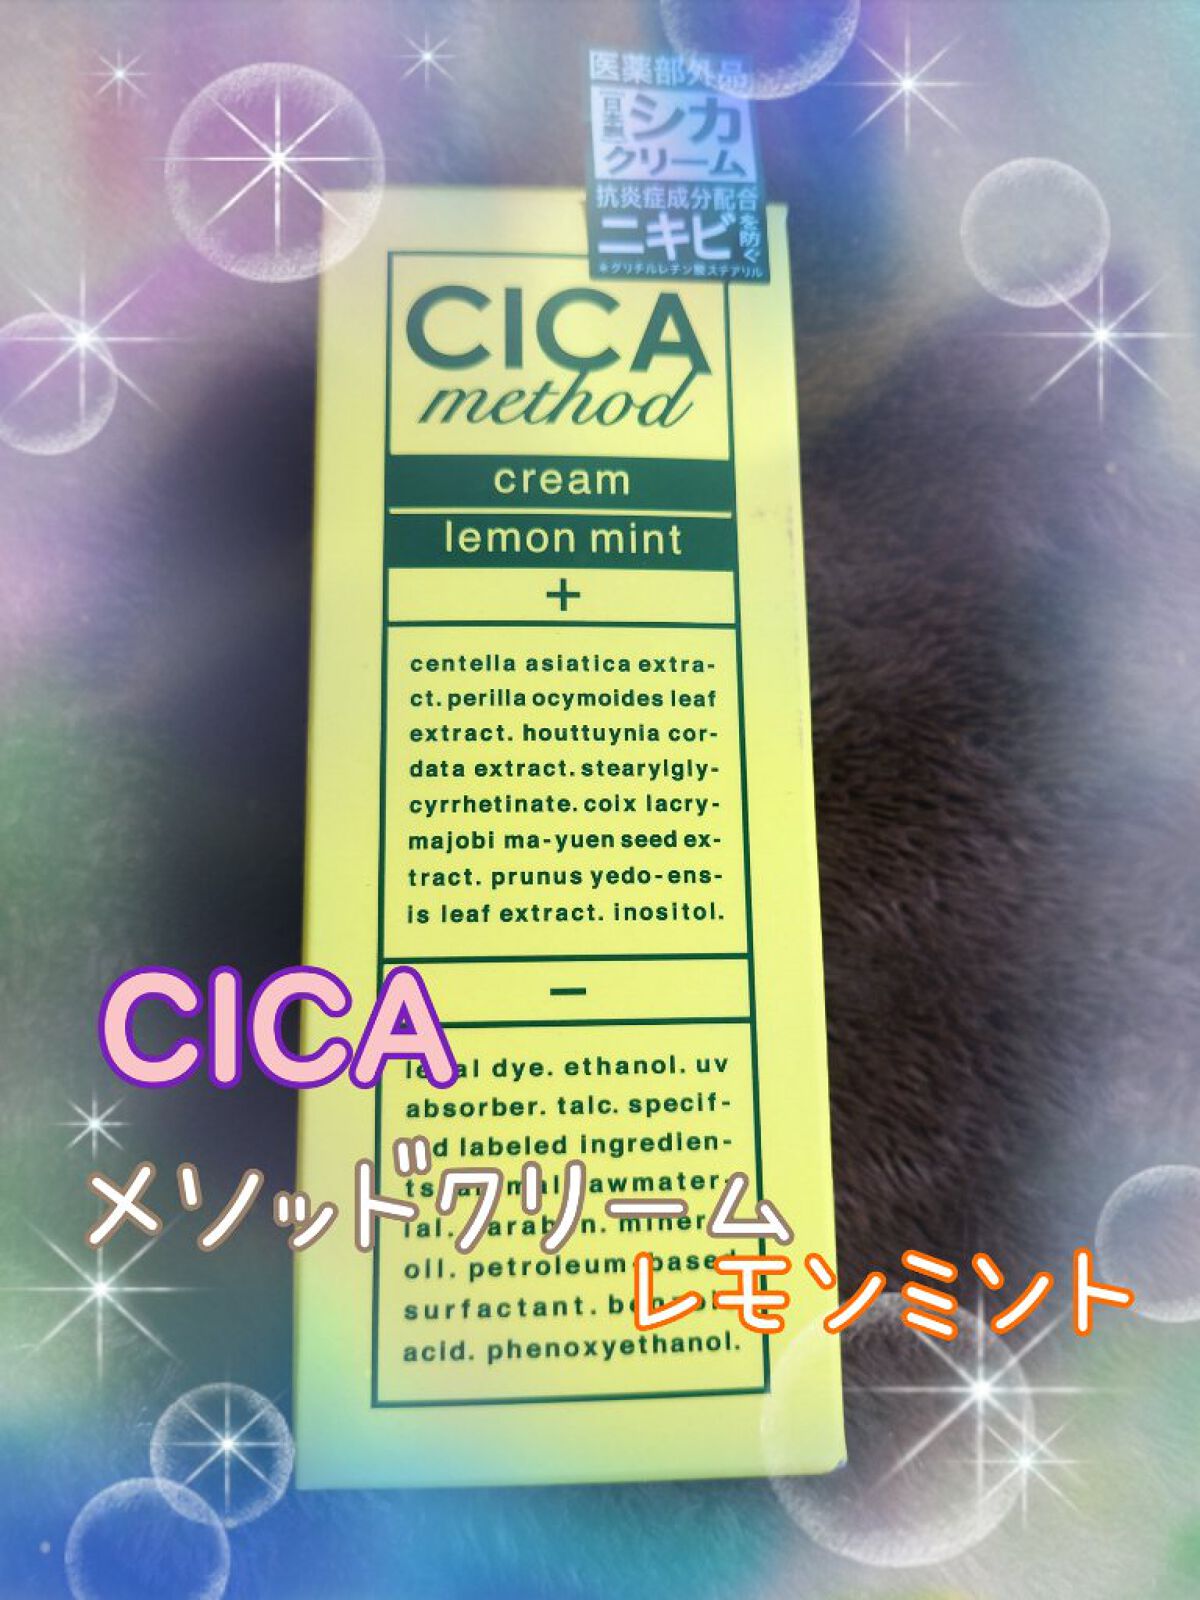 医薬部外品
日本製
シカ
クリーム
抗炎症成分配合
ニキビを防ぐ
*グリチルレチン酸ステアリル
CICA
method
cream
lemon mint
+
centella asiatica extra-
ct. perilla ocymoides leaf
extract. houttuynia cor-
data extract. stearylgly-
cyrrhetinate. coix lacry-
majobi ma-yuen seed ex-
tract. prunus yedo-ens-
is leaf extract. inositol.
−
dye. ethanol. uv
absorber. talc. specif-
labeled ingredien-
oil. petroleum-based
surfactant.
acid. phenoxyethanol.
CICA
メソッドクリーム
レモンミント